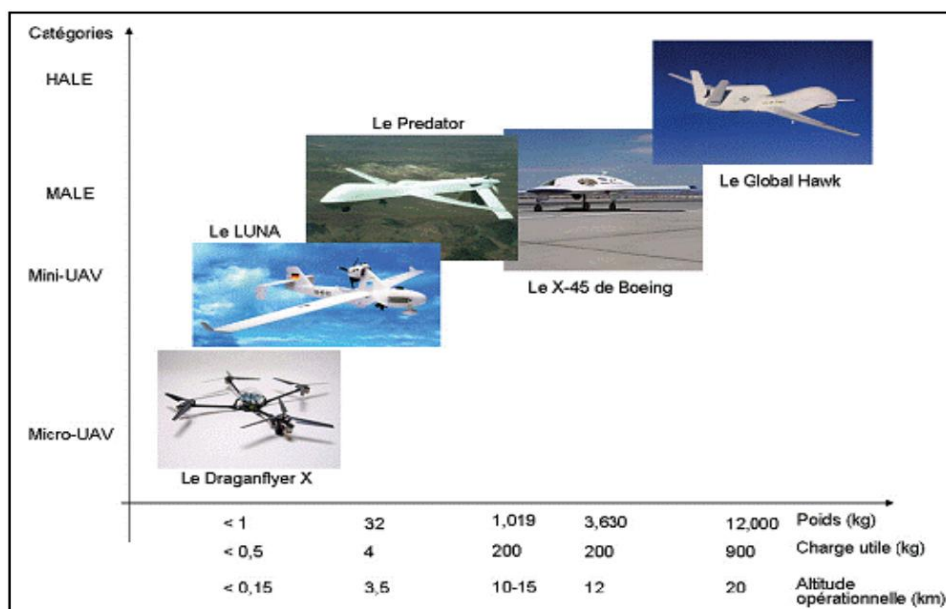 Catégories
HALE
Le Predator
MALE
Le Global Hawk
Le LUNA
Mini-UAV
Le X-45 de Boeing
Micro-UAV
Le Draganflyer X
< 1 32 1,019 3,630 12,000 Poids (kg)
< 0,5 4 200 200 900 Charge utile (kg)
< 0,15 3,5 10-15 12 20 Altitude
opérationnelle (km)